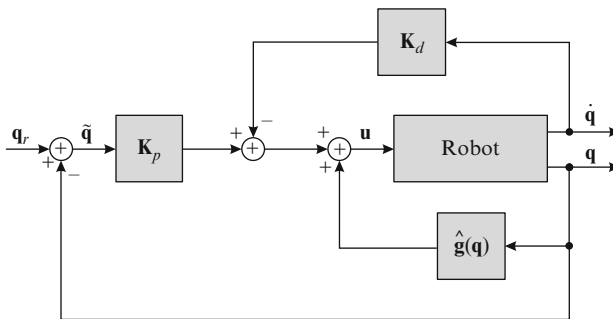 K_d
q̇
q_r
q̃
K_p
u
Robot
q
ĝ(q)
+
−
+
−
+
+
+
+
+